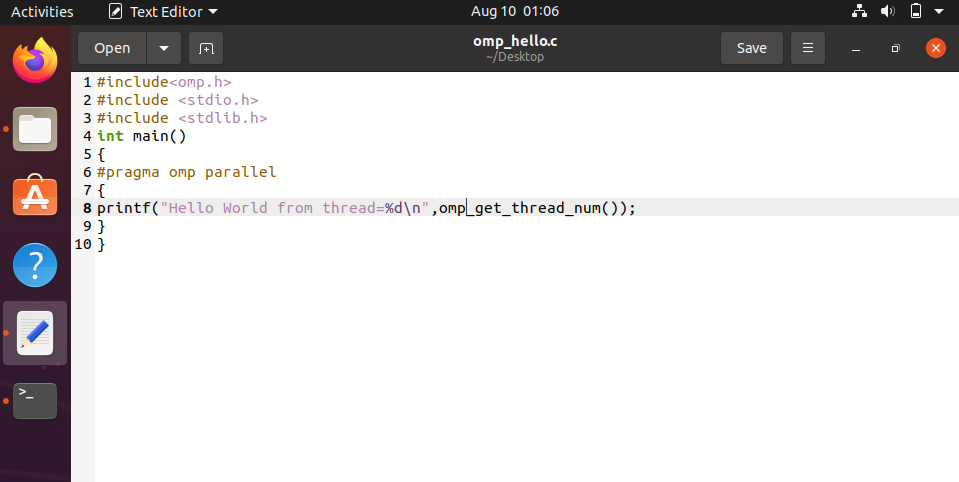 Activities Text Editor Aug 10 01:06
Open omp_hello.c Save
~/Desktop
1 #include<omp.h>
2 #include <stdio.h>
3 #include <stdlib.h>
4 int main()
5 {
6 #pragma omp parallel
7 {
8 printf("Hello World from thread=%d\n",omp_get_thread_num());
9 }
10 }
?
>_